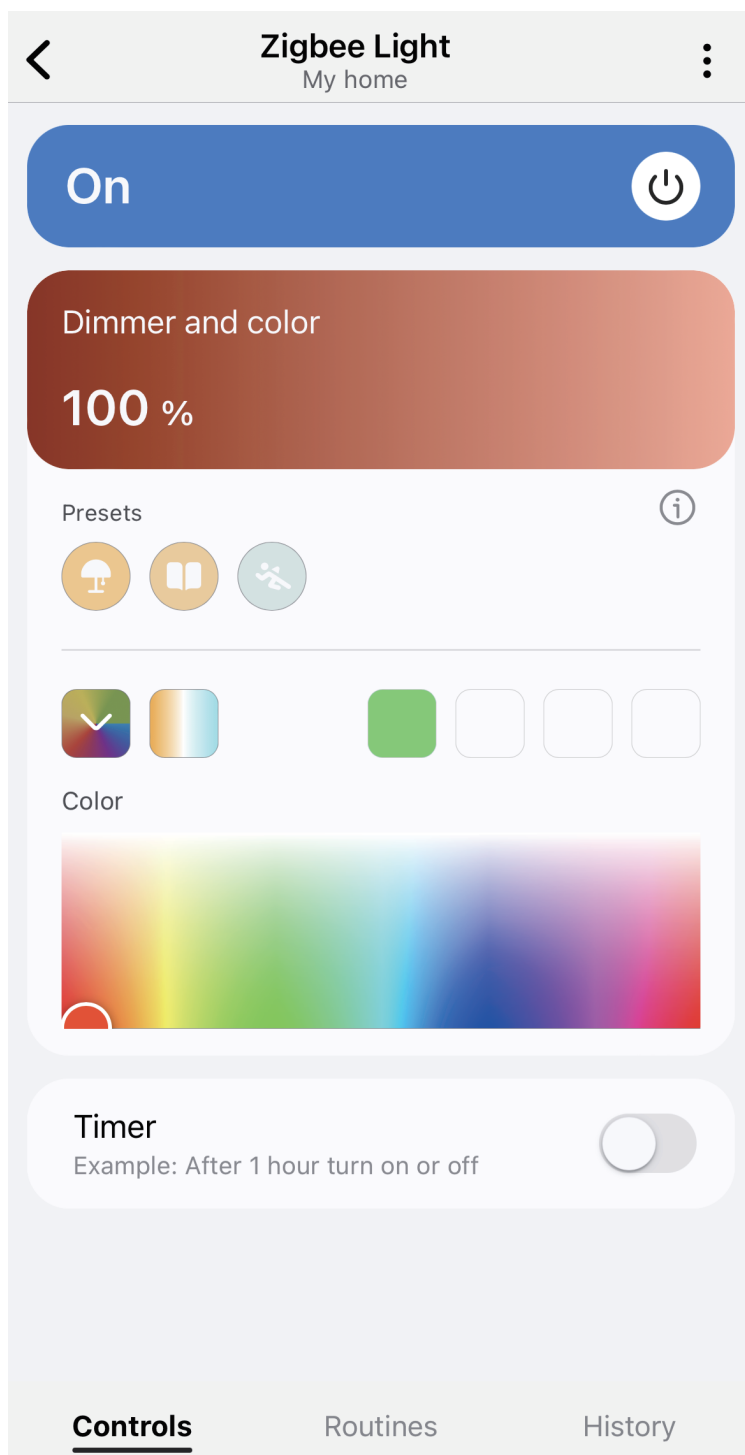 Zigbee Light
My home
On
Dimmer and color
100 %
Presets
Color
Timer
Example: After 1 hour turn on or off
Controls Routines History